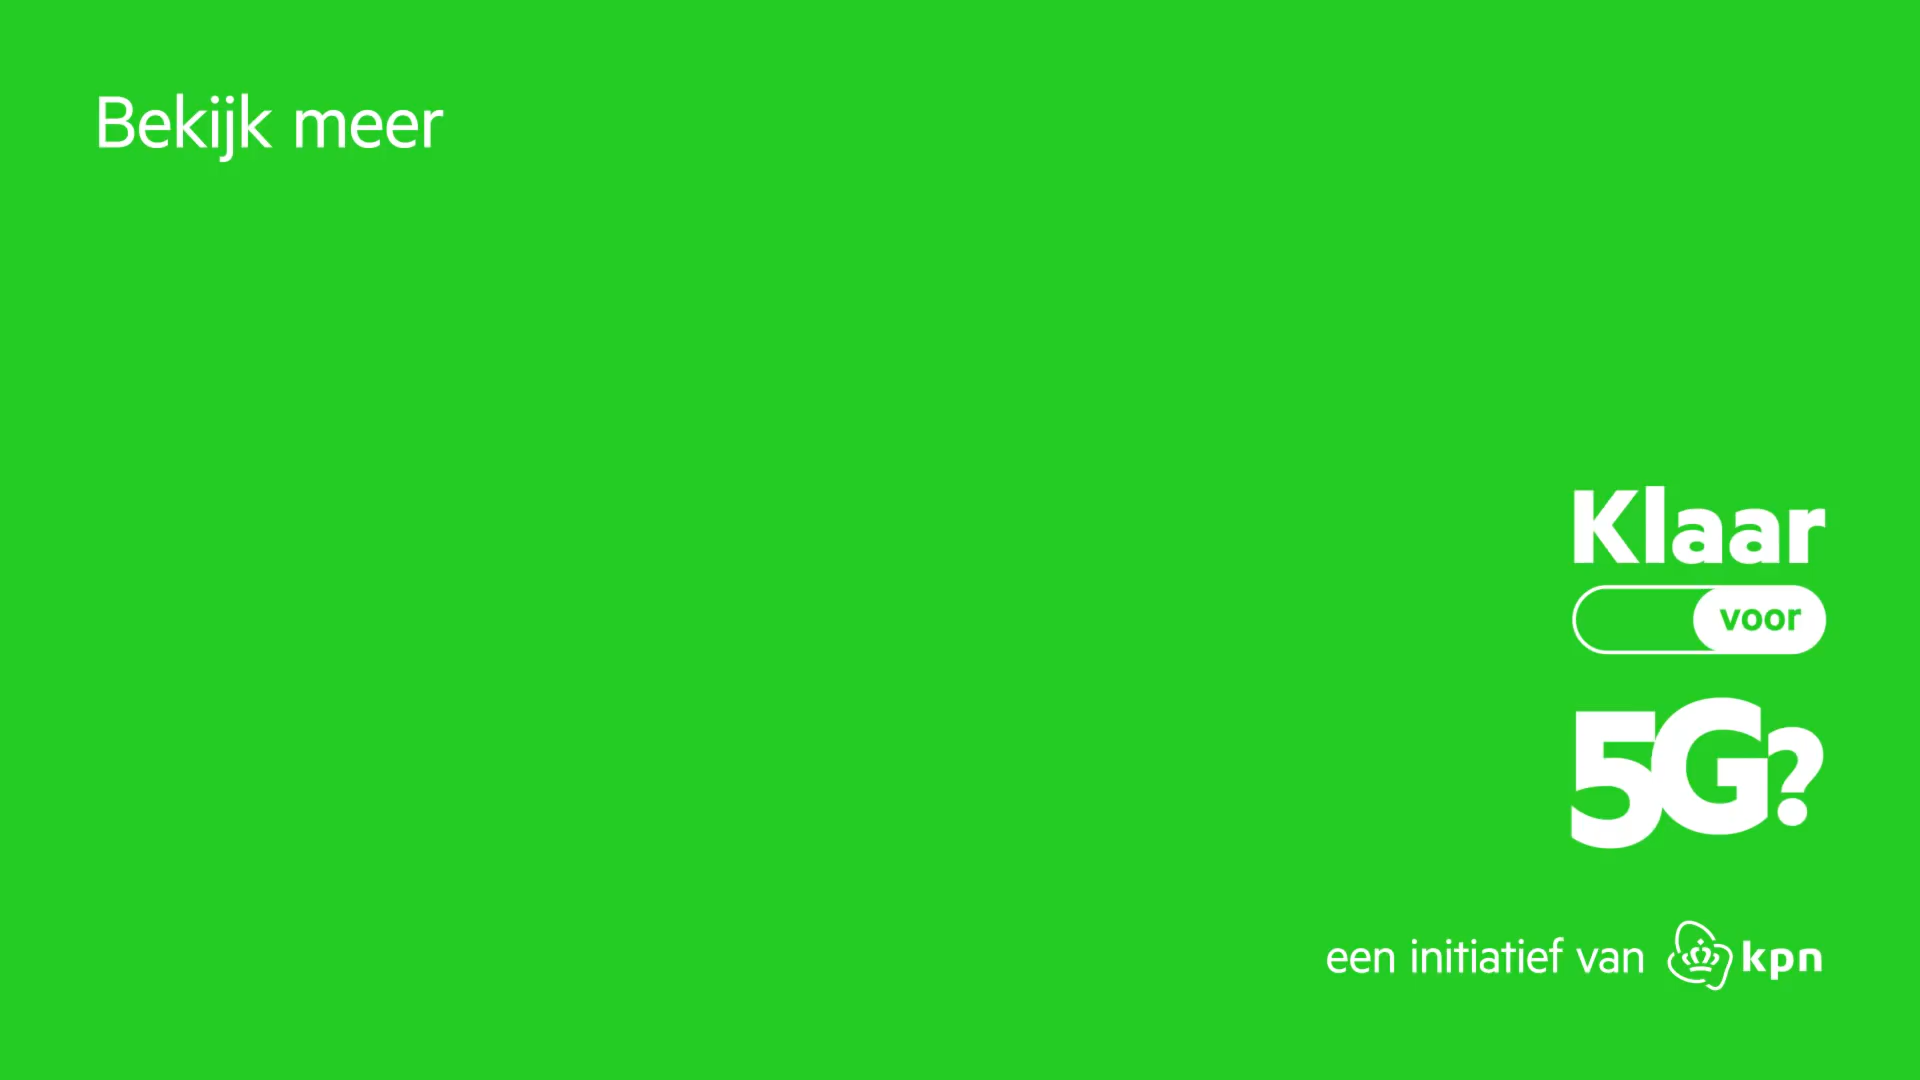 Bekijk meer
Klaar
voor
5G?
een initiatief van kpn